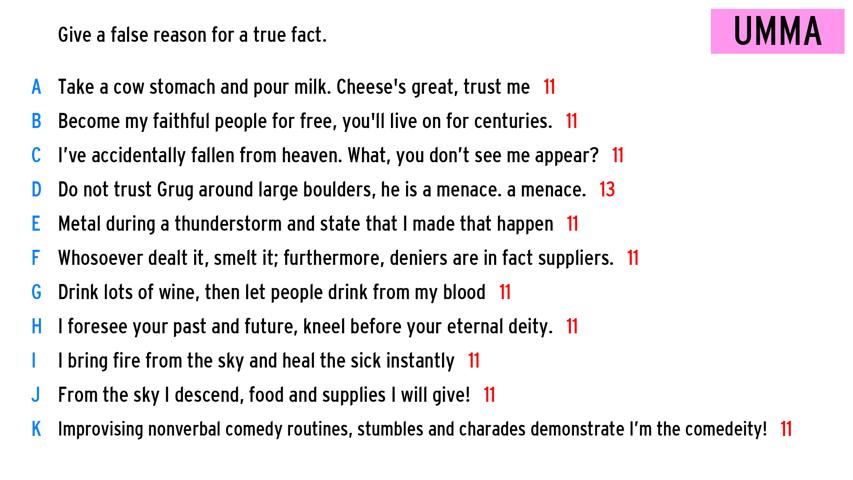 Give a false reason for a true fact.
UMMA
A Take a cow stomach and pour milk. Cheese's great, trust me 11
B Become my faithful people for free, you'll live on for centuries. 11
C I've accidentally fallen from heaven. What, you don't see me appear? 11
D Do not trust Grug around large boulders, he is a menace. a menace. 13
E Metal during a thunderstorm and state that I made that happen 11
F Whosoever dealt it, smelt it; furthermore, deniers are in fact suppliers. 11
G Drink lots of wine, then let people drink from my blood 11
H I foresee your past and future, kneel before your eternal deity. 11
I I bring fire from the sky and heal the sick instantly 11
J From the sky I descend, food and supplies I will give! 11
K Improvising nonverbal comedy routines, stumbles and charades demonstrate I'm the comedeity! 11